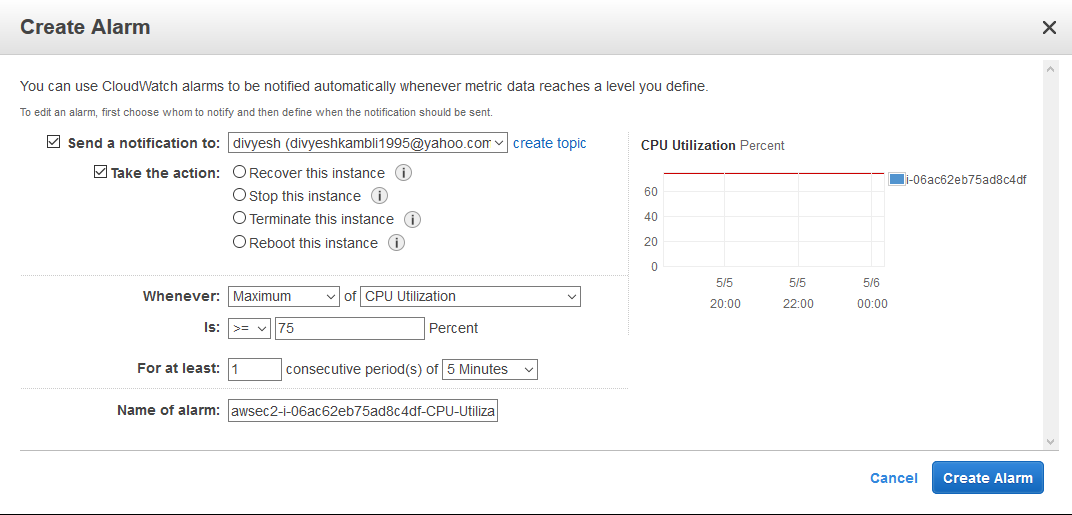 Create Alarm
You can use CloudWatch alarms to be notified automatically whenever metric data reaches a level you define.
To edit an alarm, first choose whom to notify and then define when the notification should be sent.
Send a notification to: divyesh (divyeshkambli1995@yahoo.com create topic
Take the action: Recover this instance i
Stop this instance i
Terminate this instance i
Reboot this instance i
Whenever: Maximum of CPU Utilization
Is: >= 75 Percent
For at least: 1 consecutive period(s) of 5 Minutes
Name of alarm: awsec2-i-06ac62eb75ad8c4df-CPU-Utiliza
CPU Utilization Percent
i-06ac62eb75ad8c4df
60
40
20
0
5/5 5/5 5/6
20:00 22:00 00:00
Cancel Create Alarm